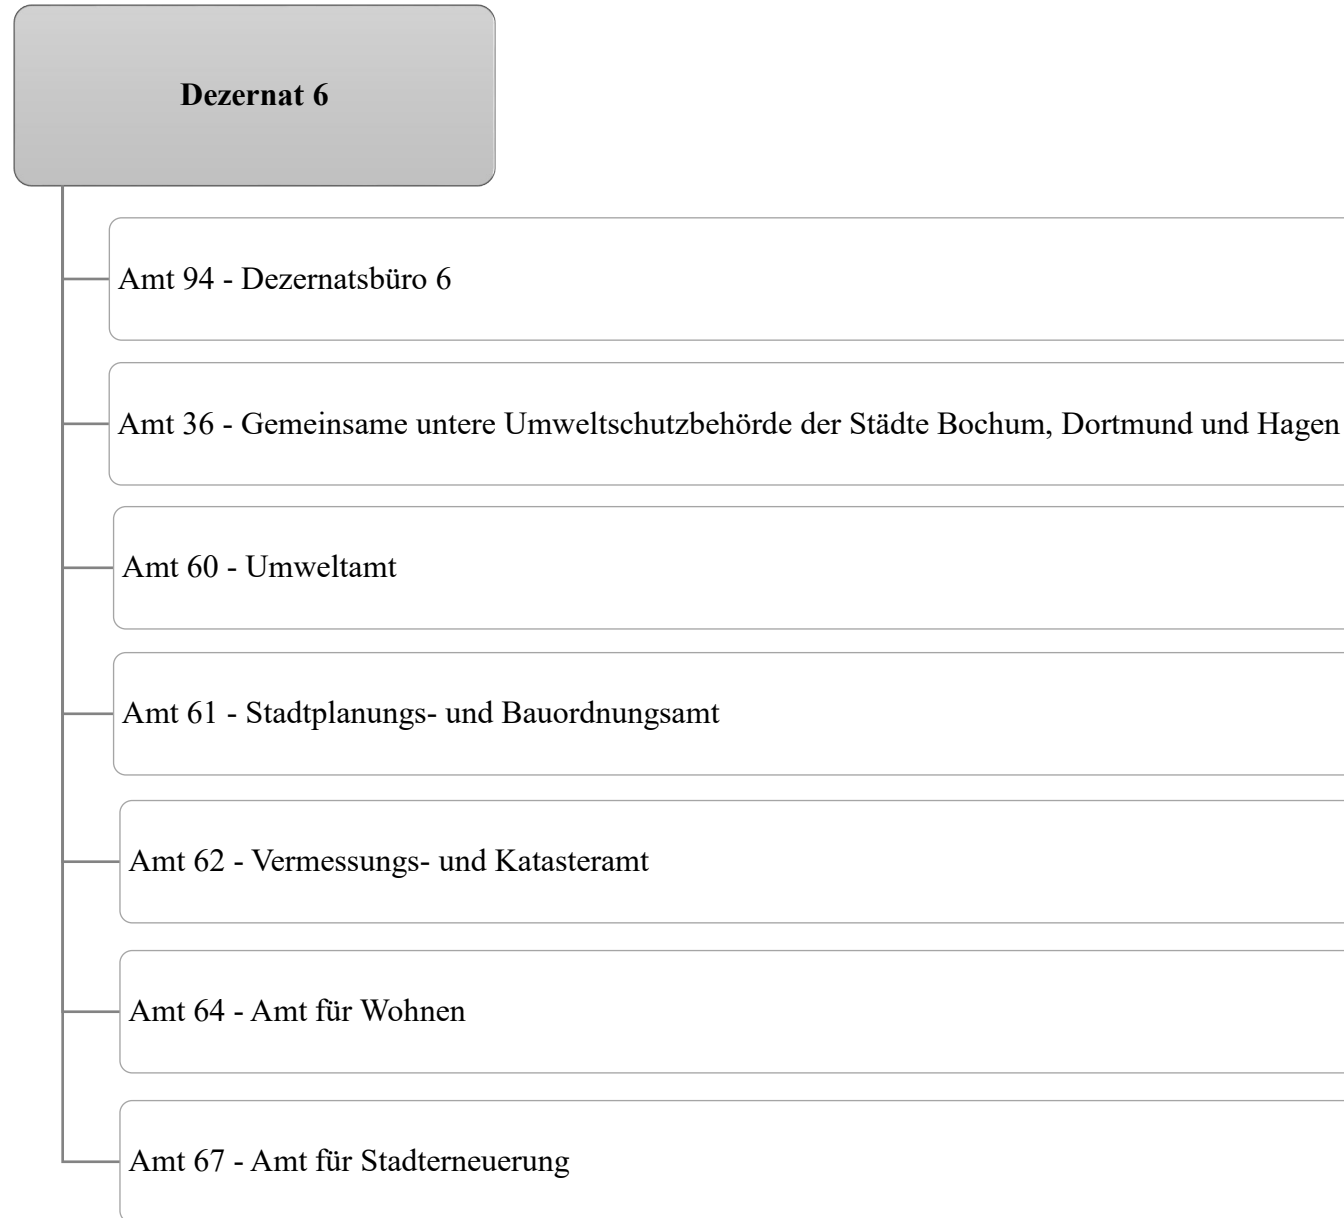 Dezernat 6
Amt 94 - Dezernatsbüro 6
Amt 36 - Gemeinsame untere Umweltschutzbehörde der Städte Bochum, Dortmund und Hagen
Amt 60 - Umweltamt
Amt 61 - Stadtplanungs- und Bauordnungsamt
Amt 62 - Vermessungs- und Katasteramt
Amt 64 - Amt für Wohnen
Amt 67 - Amt für Stadterneuerung